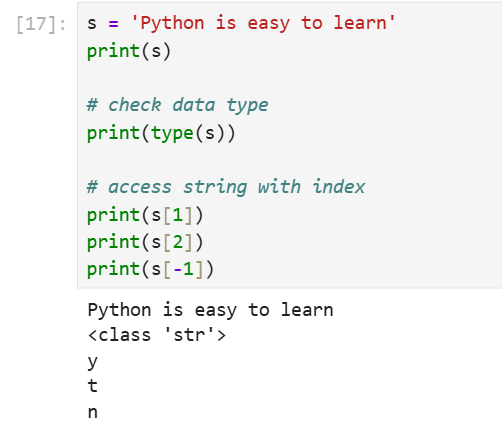 [17]: s = 'Python is easy to learn'
print(s)
# check data type
print(type(s))
# access string with index
print(s[1])
print(s[2])
print(s[-1])
Python is easy to learn
<class 'str'>
y
t
n